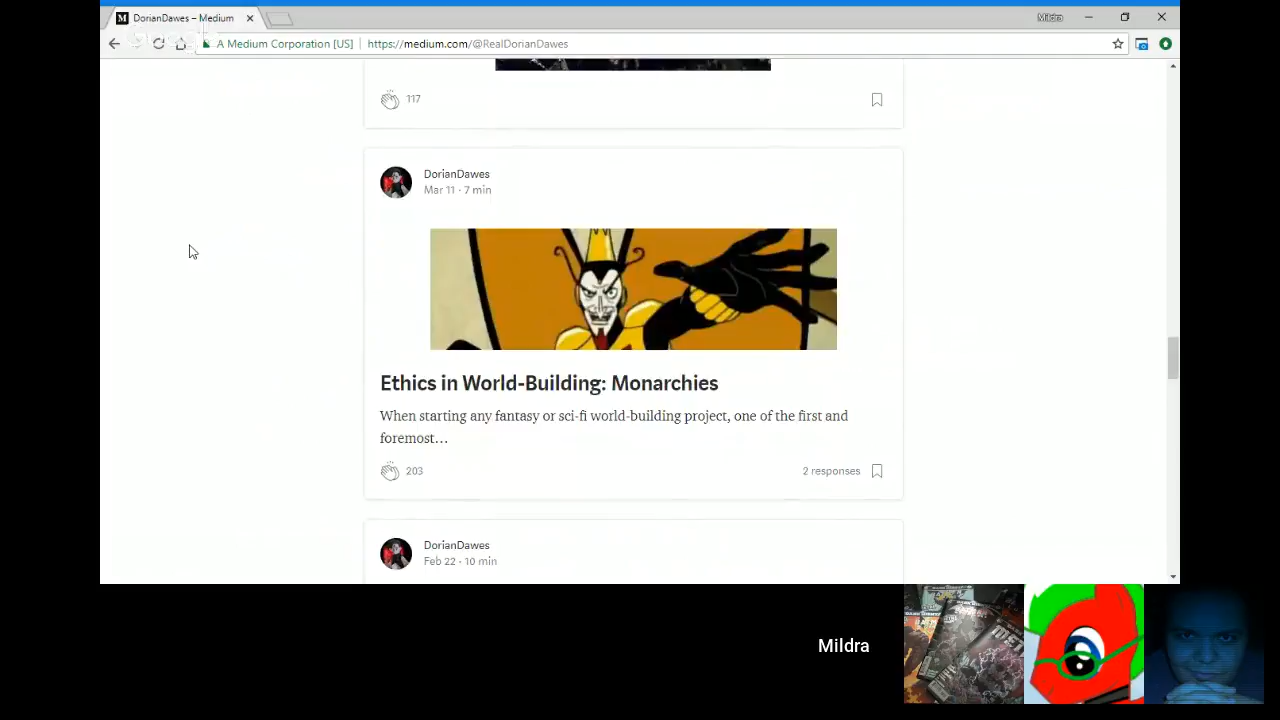 DorianDawes – Medium
Mildra
A Medium Corporation [US]
https://medium.com/@RealDorianDawes
117
DorianDawes
Mar 11 · 7 min
Ethics in World-Building: Monarchies
When starting any fantasy or sci-fi world-building project, one of the first and
foremost…
203
2 responses
DorianDawes
Feb 22 · 10 min
Mildra